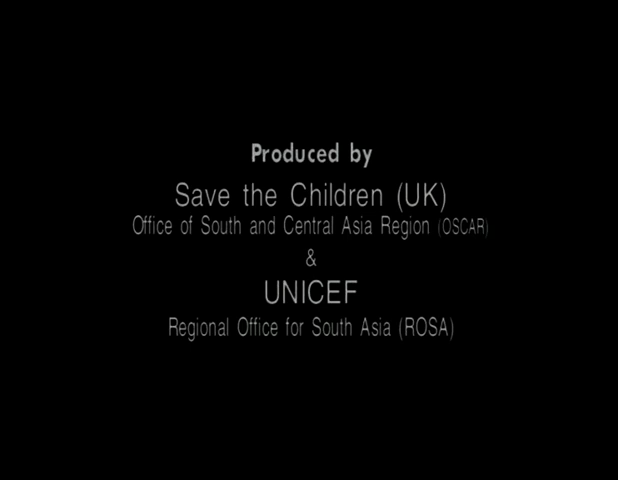 Produced by
Save the Children (UK)
Office of South and Central Asia Region (OSCAR)
&
UNICEF
Regional Office for South Asia (ROSA)